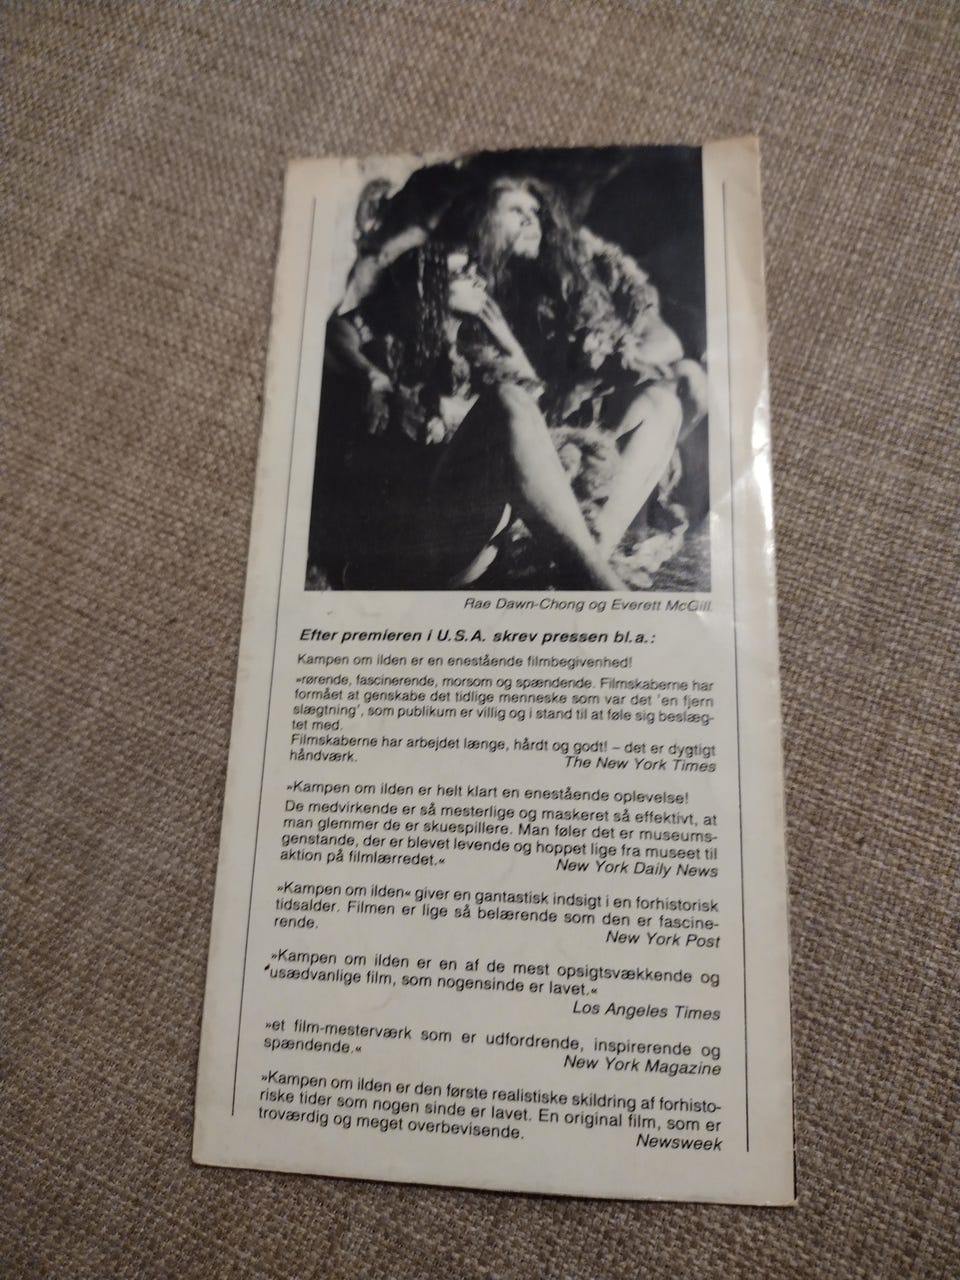 Rae Dawn-Chong og Everett McGill
Efter premieren i U.S.A. skrev pressen bl.a.:
Kampen om ilden er en enestående filmbegivenhed!
»rørende, fascinerende, morsom og spændende. Filmskaberne har
formået at genskabe det tidlige menneske som var det 'en fjern
slægtning', som publikum er villig og i stand til at føle sig beslæg-
tet med.
Filmskaberne har arbejdet længe, hårdt og godt! – det er dygtigt
håndværk. The New York Times
»Kampen om ilden er helt klart en enestående oplevelse!
De medvirkende er så mesterlige og maskeret så effektivt, at
man glemmer de er skuespillere. Man føler det er museums-
genstande, der er blevet levende og hoppet lige fra museet til
aktion på filmlærredet.« New York Daily News
»Kampen om ilden« giver en gantastisk indsigt i en forhistorisk
tidsalder. Filmen er lige så belærende som den er fascine-
rende. New York Post
»Kampen om ilden er en af de mest opsigtsvækkende og
usædvanlige film, som nogensinde er lavet.«
Los Angeles Times
»et film-mesterværk som er udfordrende, inspirerende og
spændende.« New York Magazine
»Kampen om ilden er den første realistiske skildring af forhisto-
riske tider som nogen sinde er lavet. En original film, som er
troværdig og meget overbevisende. Newsweek